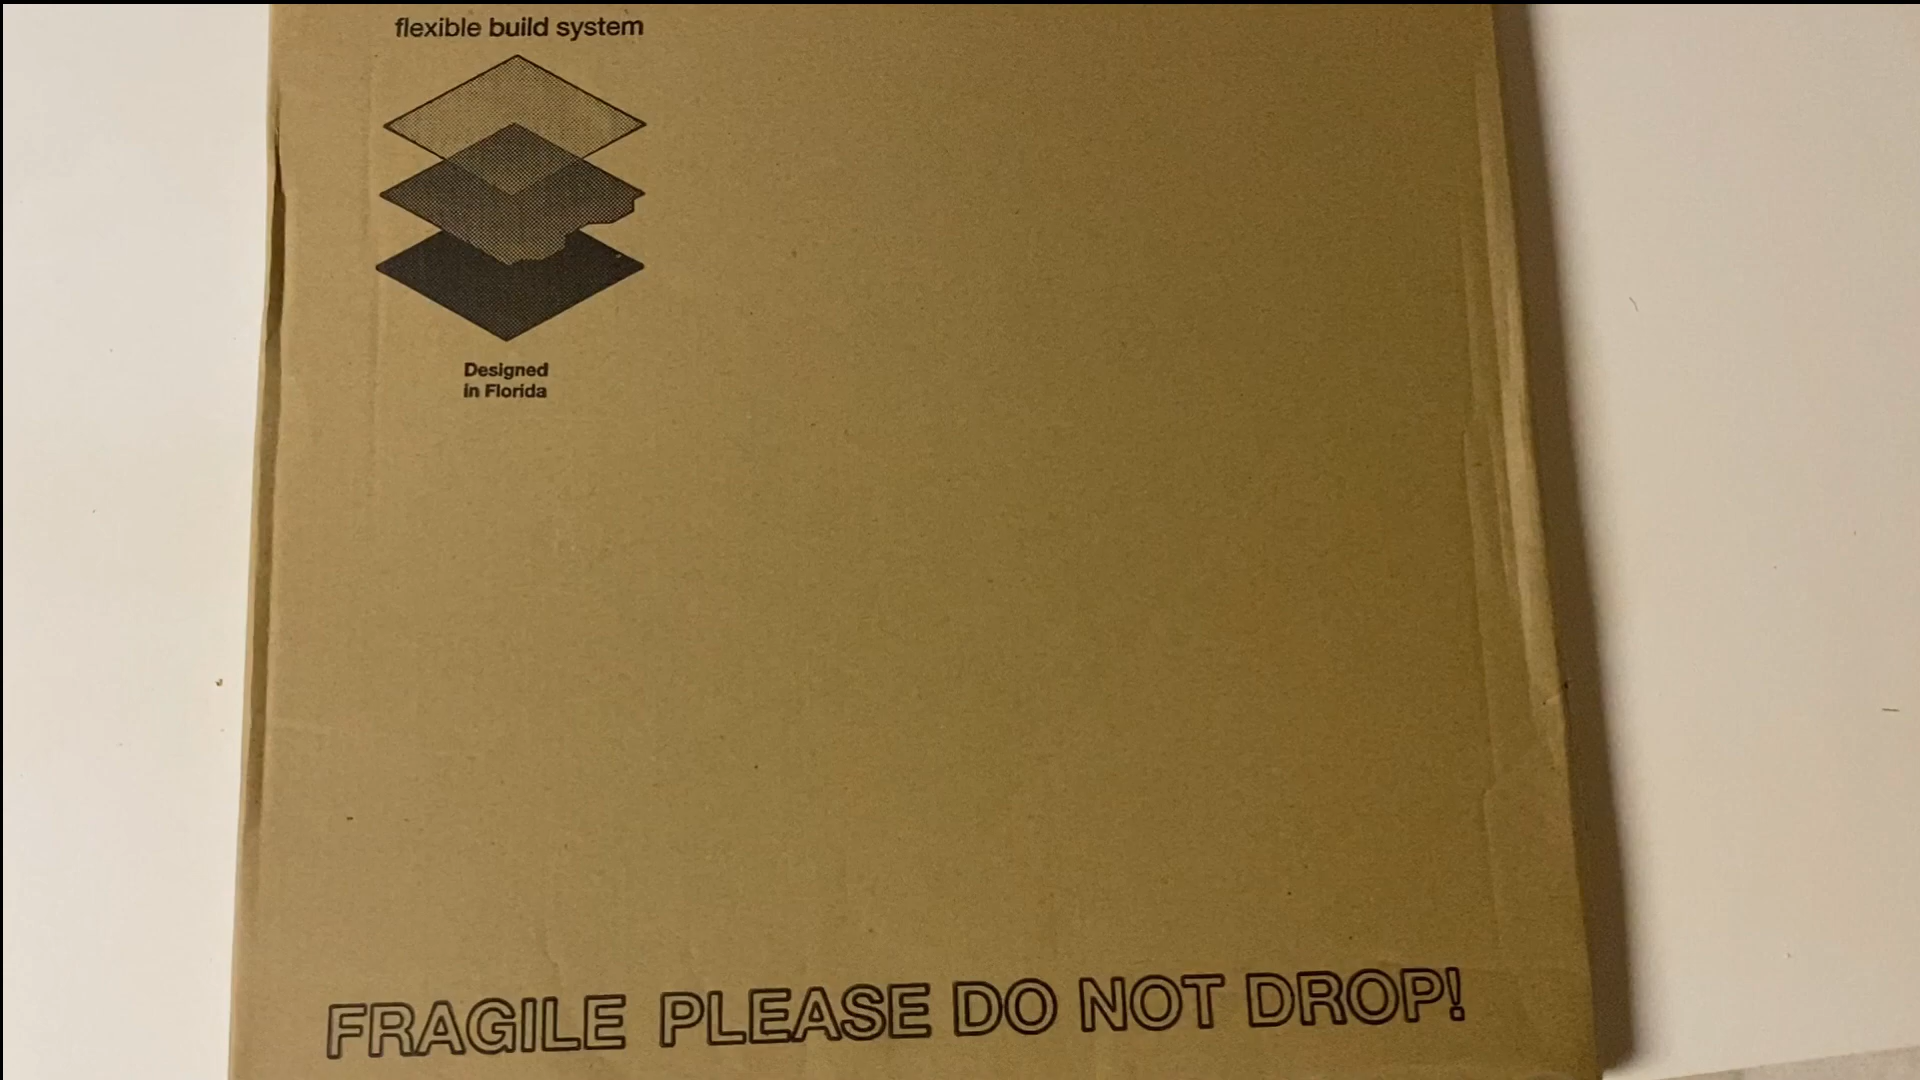 flexible build system
Designed
in Florida
FRAGILE PLEASE DO NOT DROP!